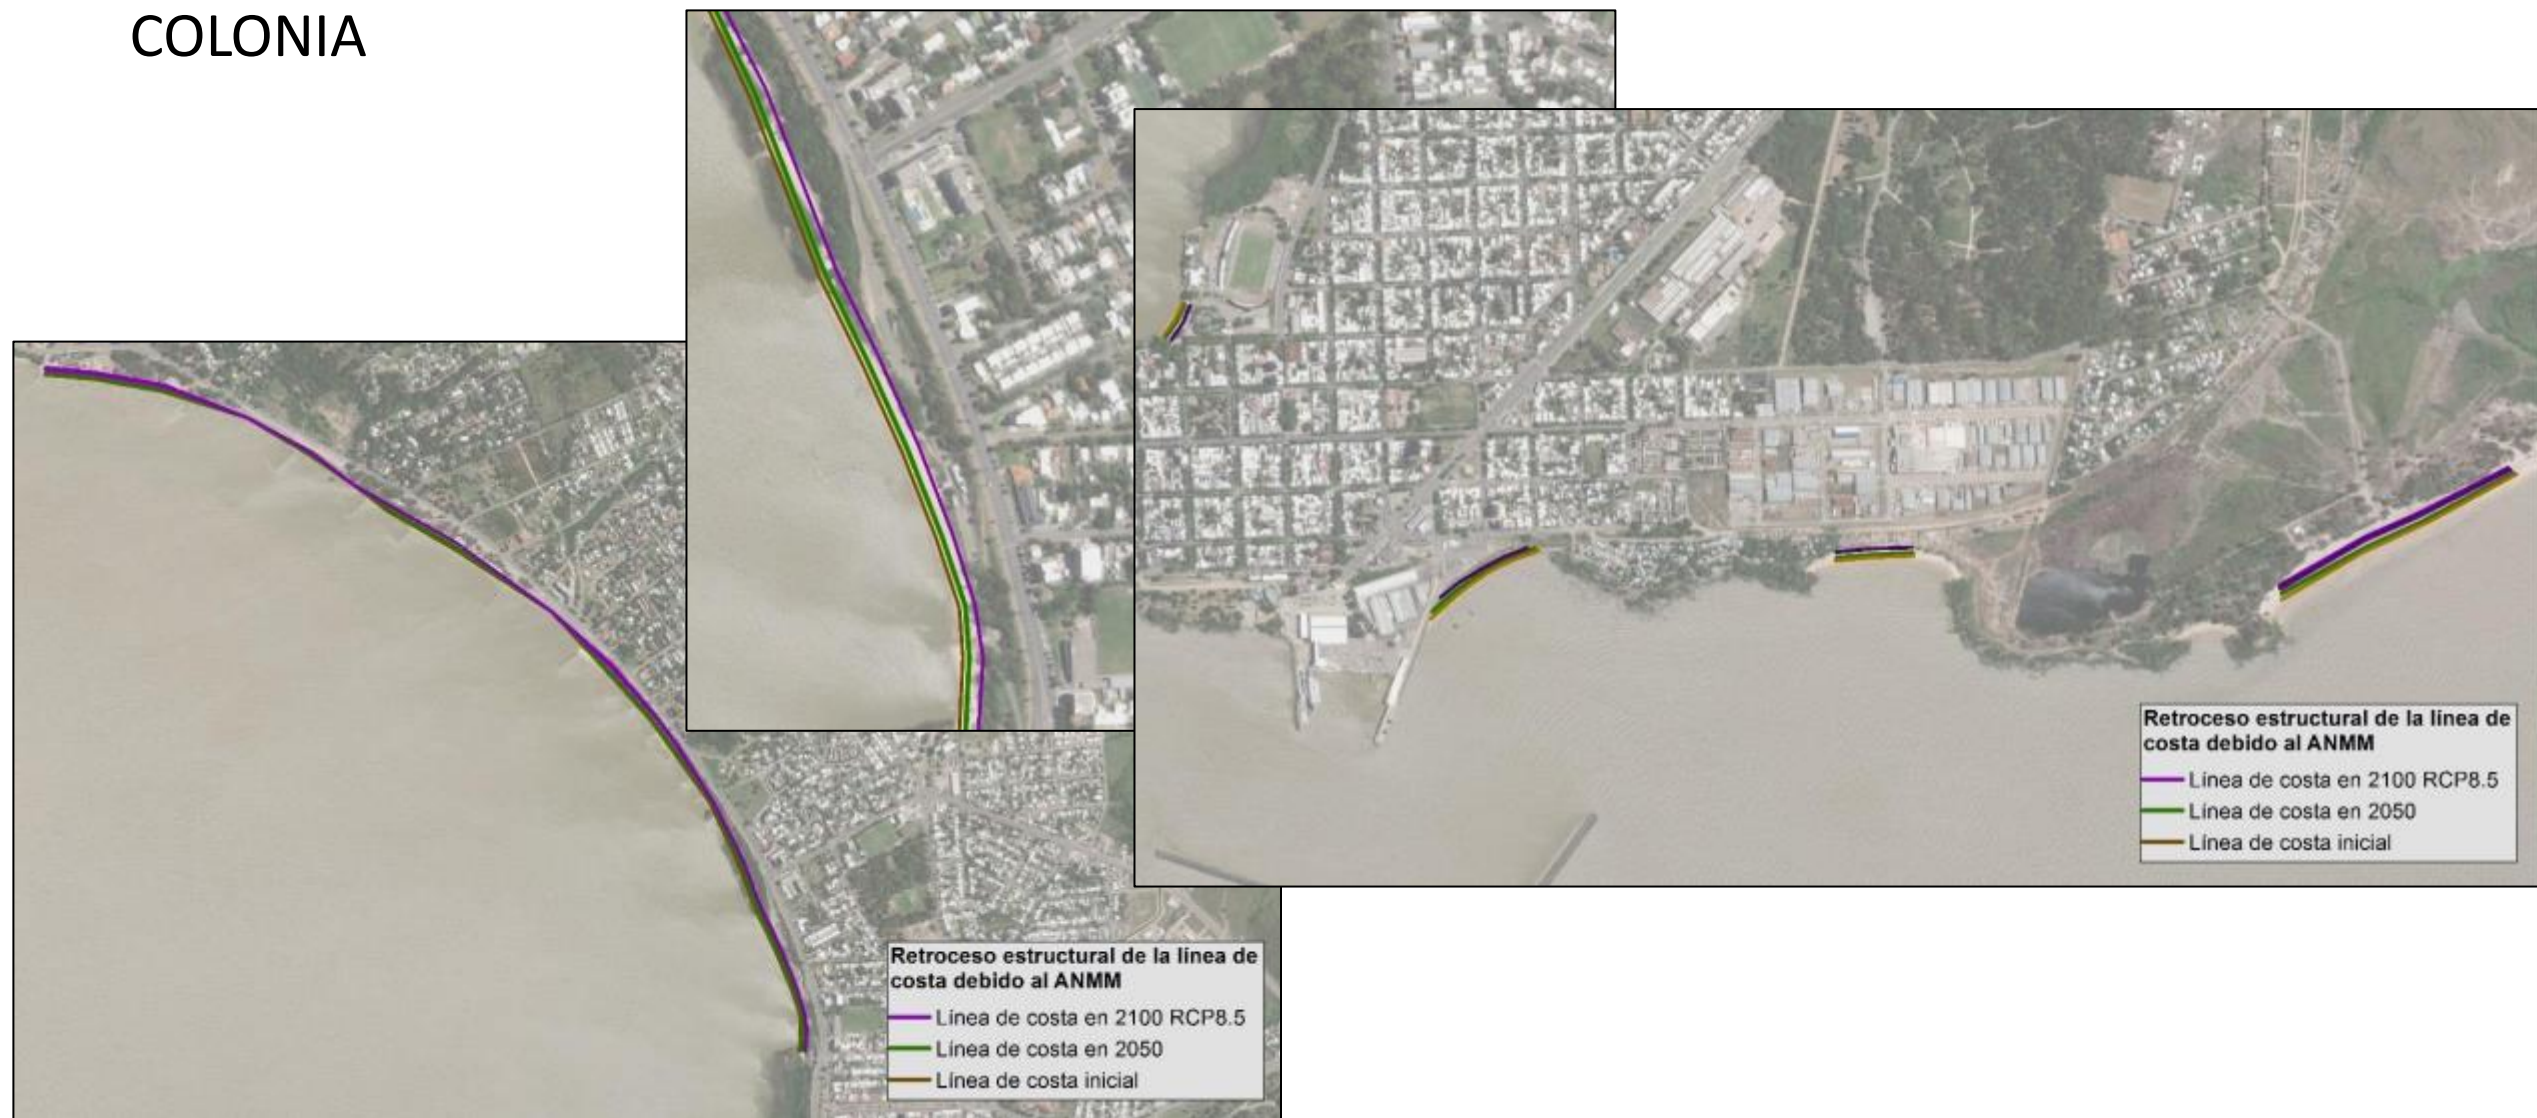 COLONIA
Retroceso estructural de la línea de
costa debido al ANMM
Línea de costa en 2100 RCP8.5
Línea de costa en 2050
Línea de costa inicial
Retroceso estructural de la línea de
costa debido al ANMM
Línea de costa en 2100 RCP8.5
Línea de costa en 2050
Línea de costa inicial